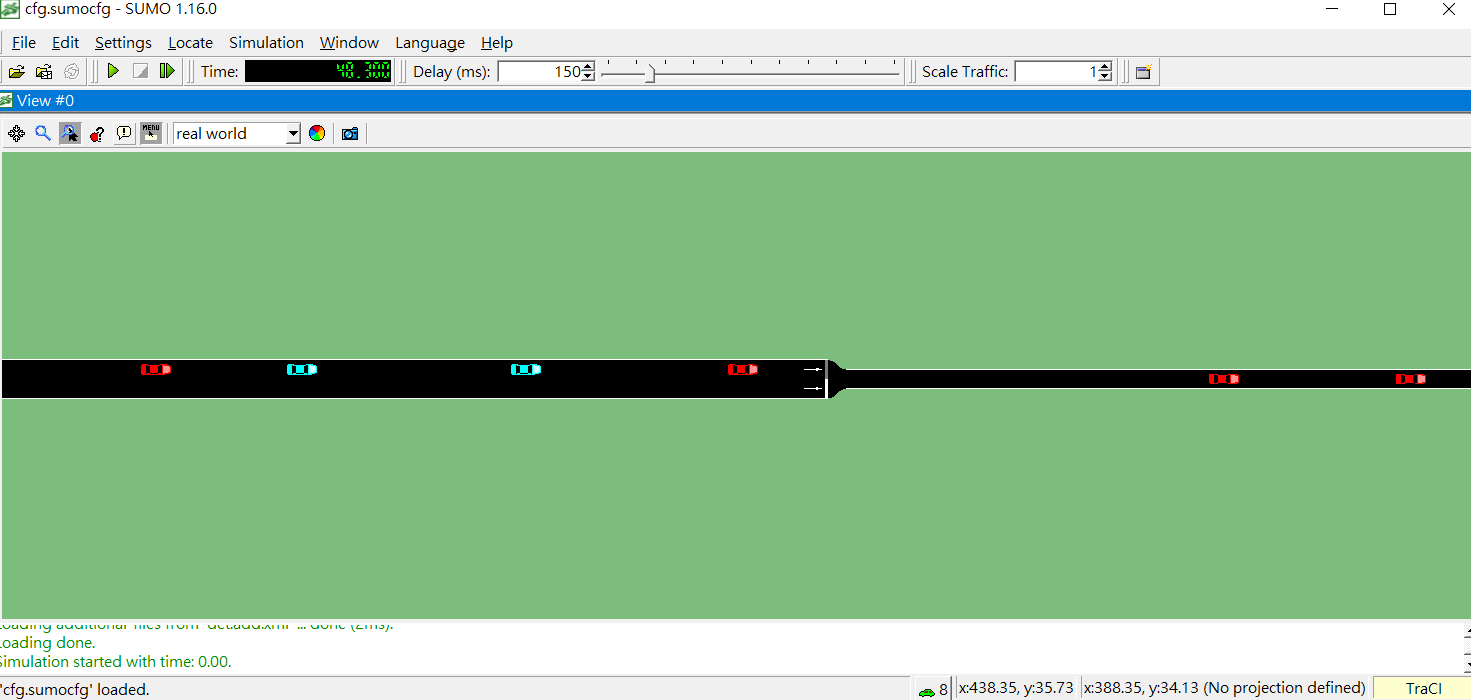 cfg.sumocfg - SUMO 1.16.0
File Edit Settings Locate Simulation Window Language Help
Time: 48.300 Delay (ms): 150 Scale Traffic: 1
View #0
MENU real world
Loading additional-files from 'det.add.xml' ... done (2ms).
Loading done.
Simulation started with time: 0.00.
'cfg.sumocfg' loaded. 8 x:438.35, y:35.73 x:388.35, y:34.13 (No projection defined) TraCI